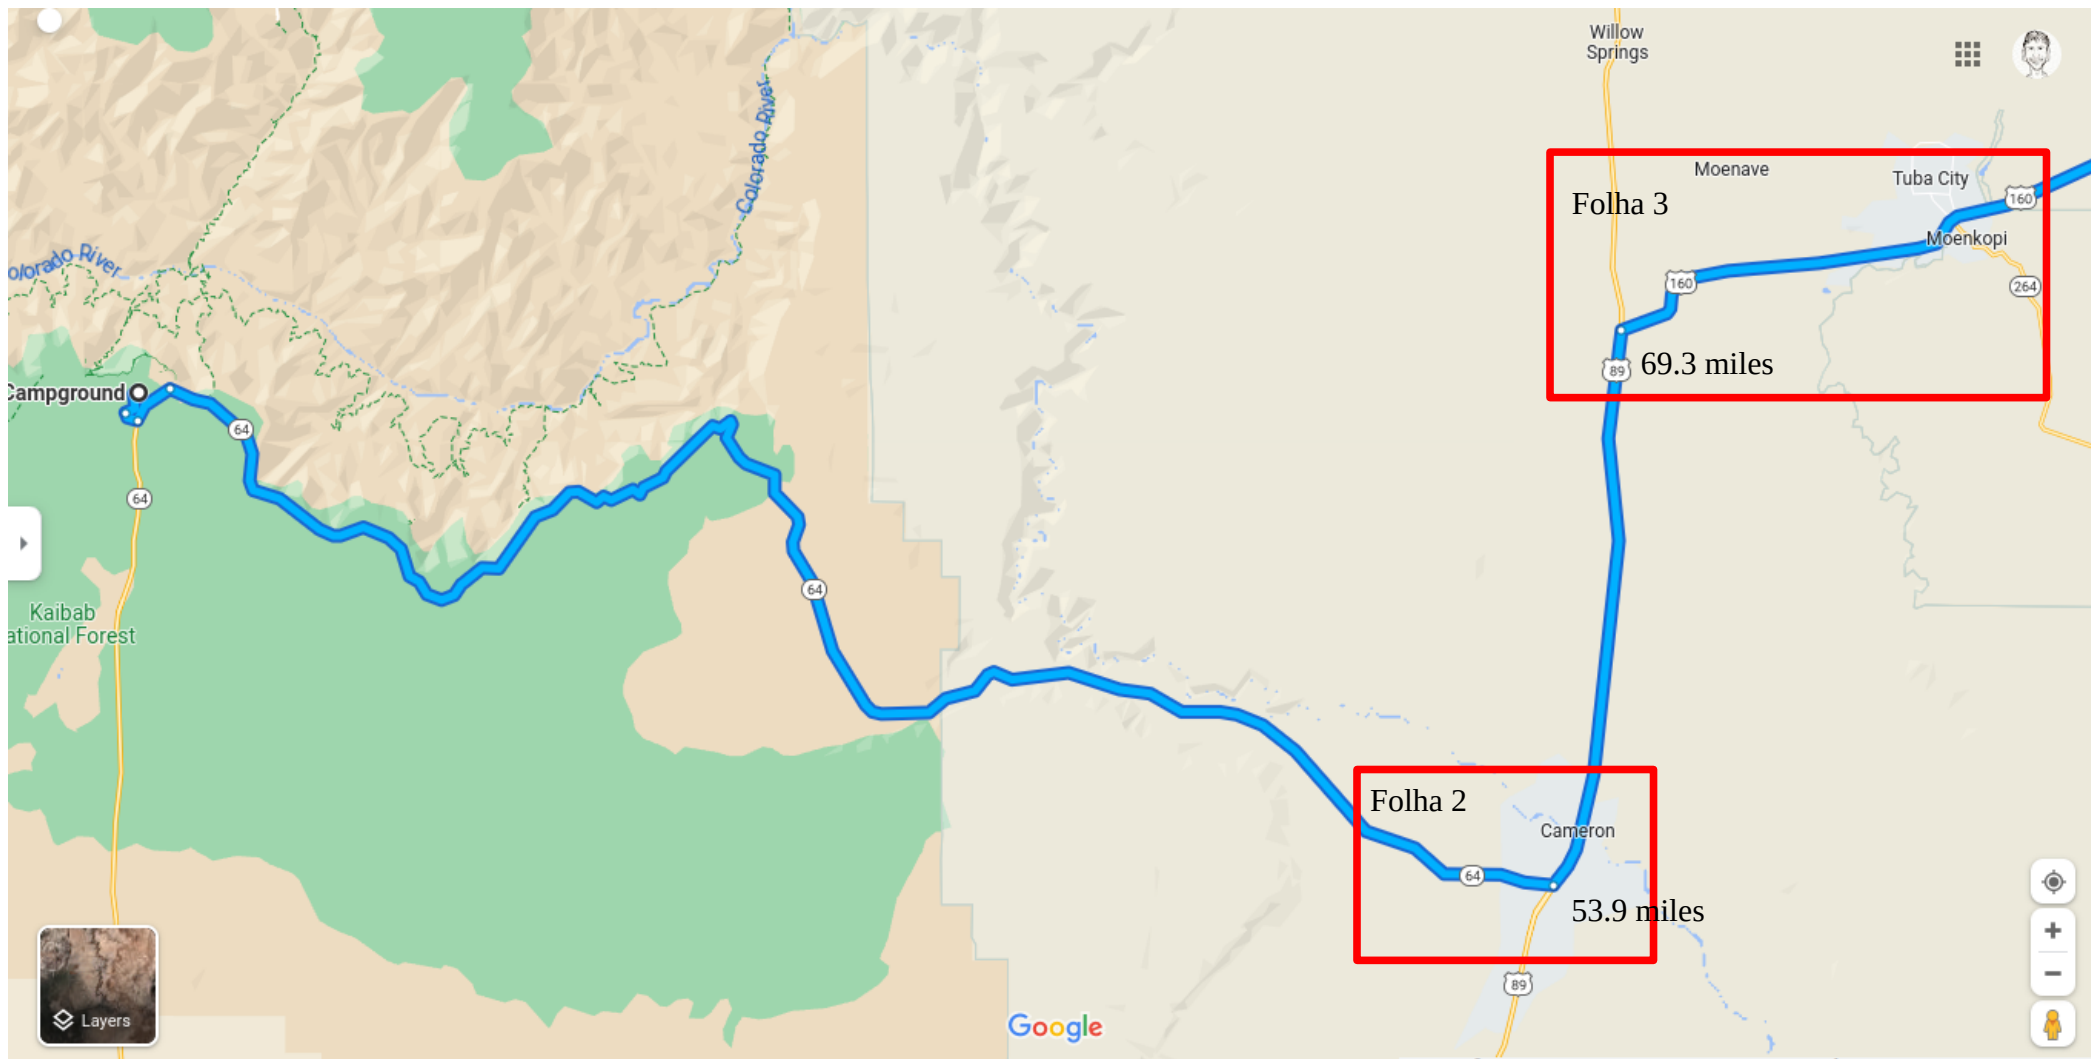 Willow
Springs
Colorado River
Moenave
Tuba City
Folha 3
160
Moenkopi
olorado River
160
264
89
69.3 miles
Campground
64
64
64
Kaibab
ational Forest
Folha 2
Cameron
64
53.9 miles
89
Layers
Google